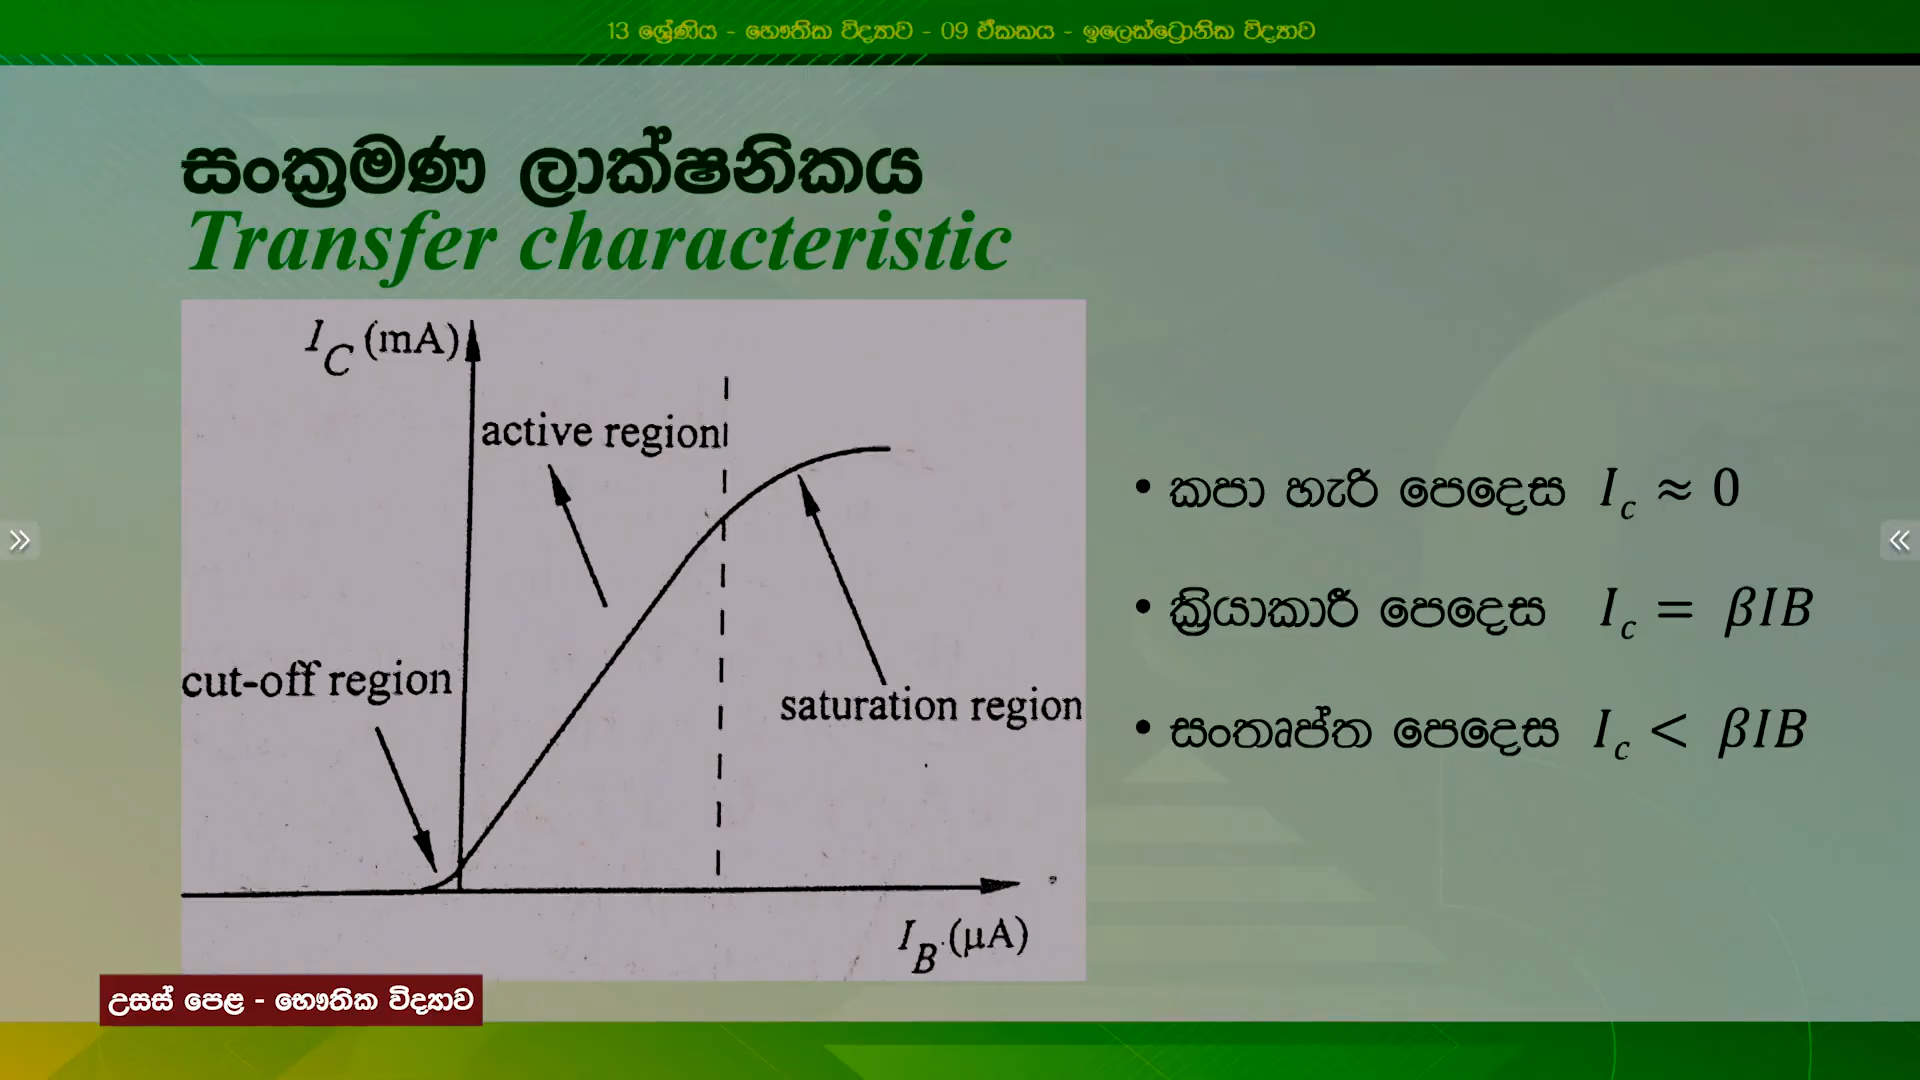 13 ශ්‍රේණිය - භෞතික විද්‍යාව - 09 ඒකකය - ඉලෙක්ට්‍රොනික විද්‍යාව
සංක්‍රමණ ලාක්ෂනිකය
Transfer characteristic
I_C (mA)
active region
cut-off region
saturation region
I_B (µA)
• කපා හැරි පෙදෙස I_c ≈ 0
• ක්‍රියාකාරී පෙදෙස I_c = βIB
• සංතෘප්ත පෙදෙස I_c < βIB
උසස් පෙළ - භෞතික විද්‍යාව